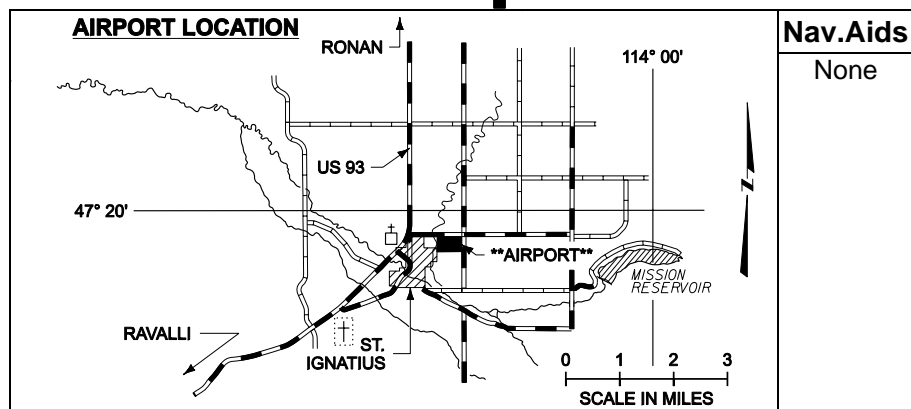 AIRPORT LOCATION
RONAN
114° 00'
Nav.Aids
None
US 93
N
47° 20'
**AIRPORT**
MISSION
RESERVOIR
RAVALLI
ST.
IGNATIUS
0 1 2 3
SCALE IN MILES